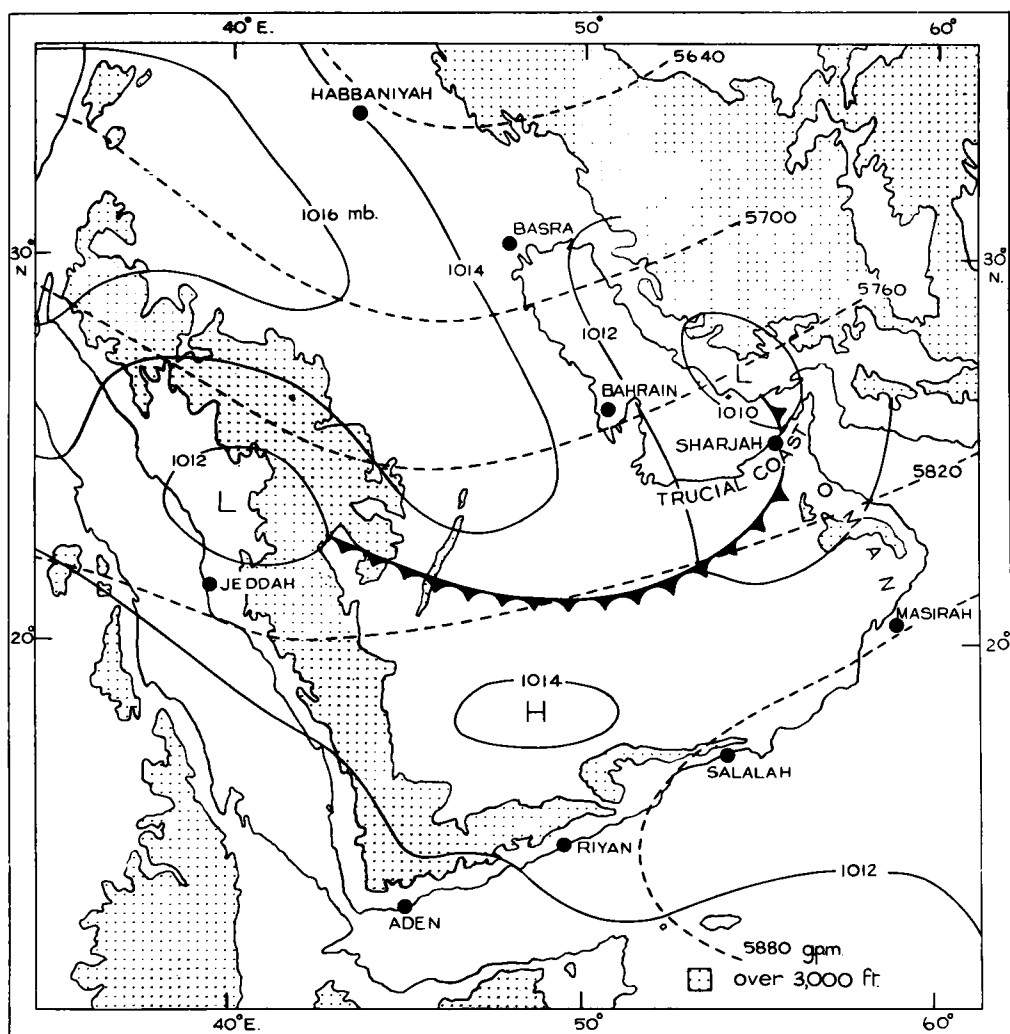 40° E.
50°
60°
5640
HABBANIYAH
1016 mb.
5700
BASRA
30°
N
1014
30°
N.
5760
1012
L
BAHRAIN
1010
SHARJAH
TRUCIAL COAST
1012
5820
L
OMAN
JEDDAH
MASIRAH
20°
20°
1014
H
SALALAH
RIYAN
1012
ADEN
5880 gpm.
over 3,000 ft.
40°E.
50°
60°